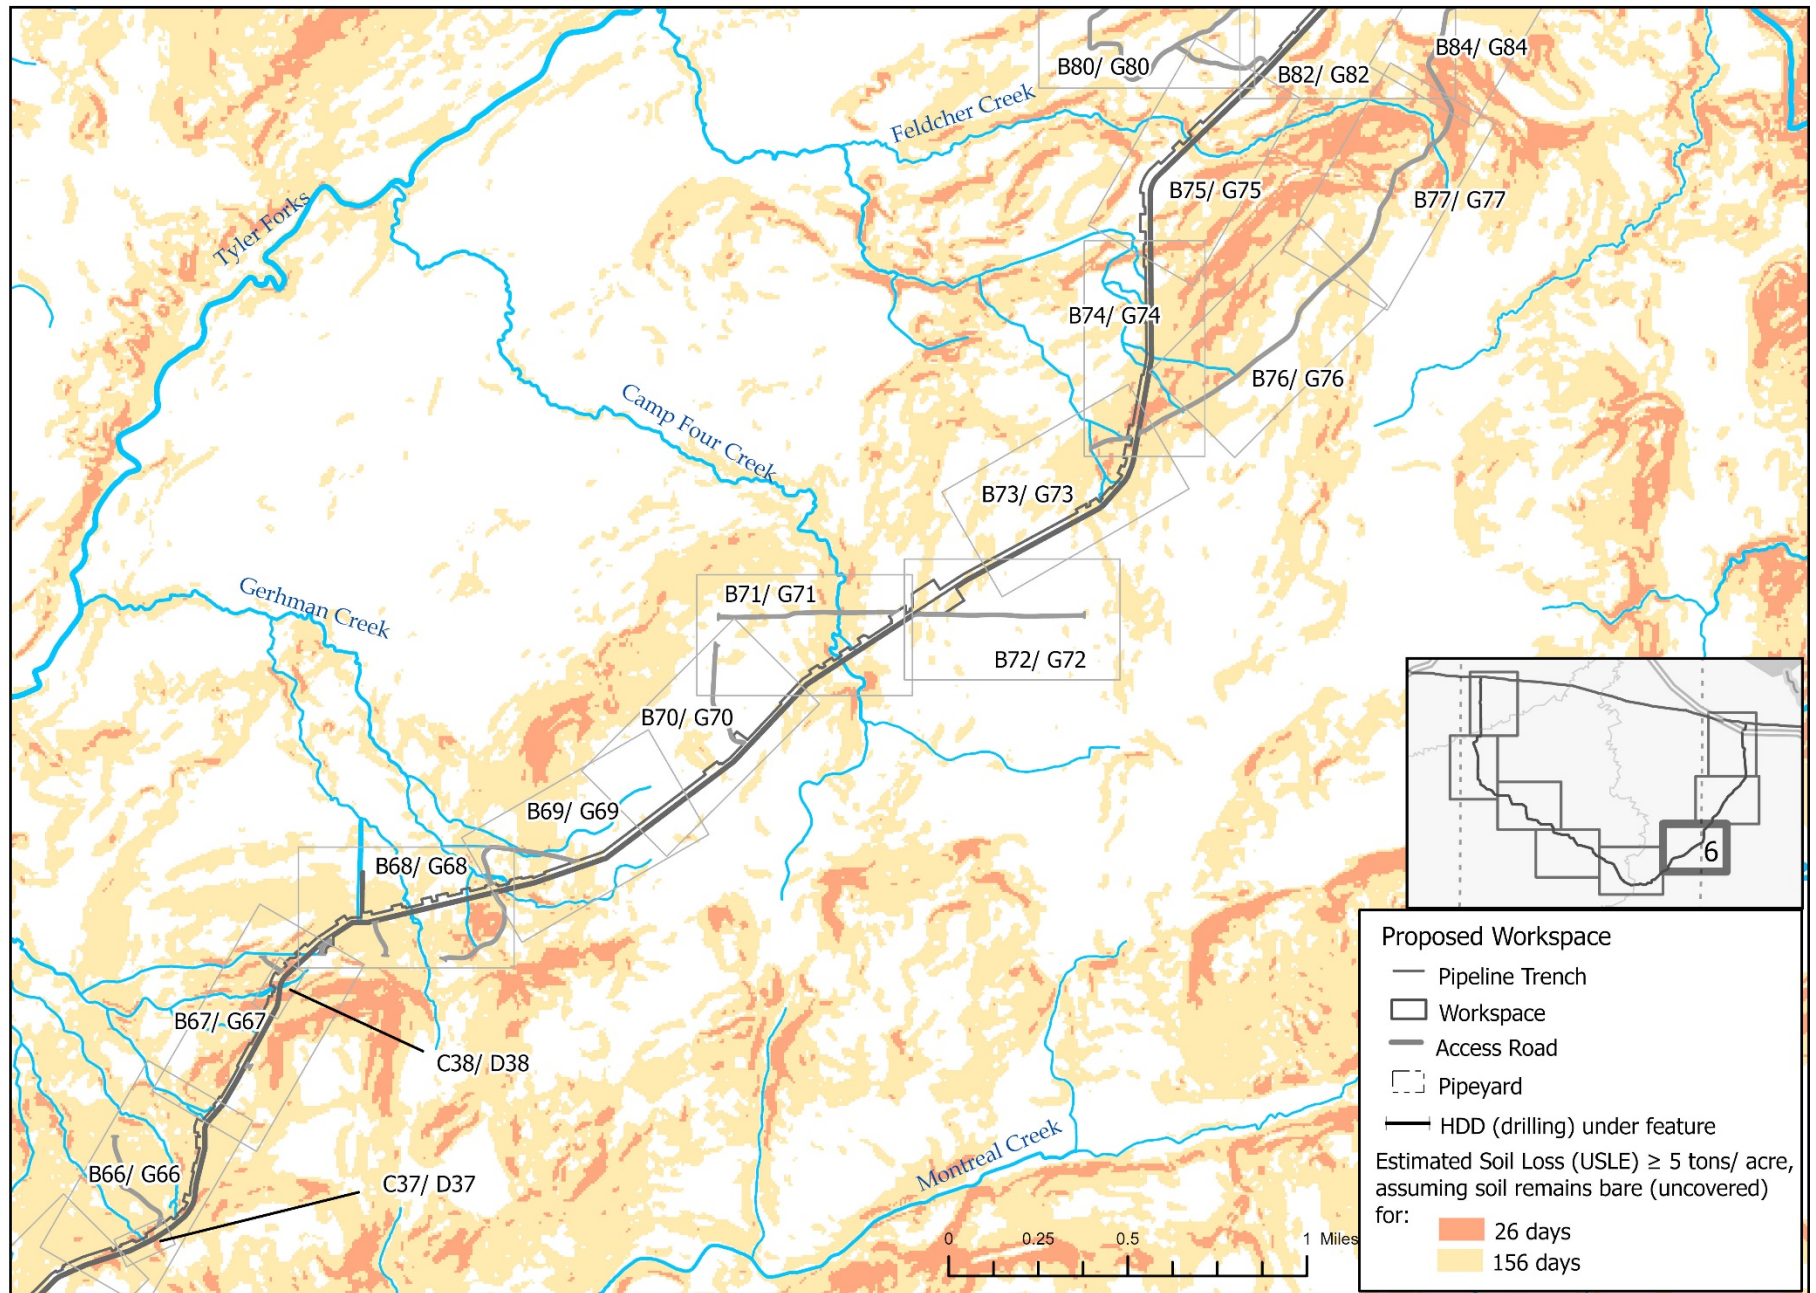 B84/ G84
B80/ G80
B82/ G82
Feldcher Creek
B75/ G75
B77/ G77
Tyler Forks
B74/ G74
B76/ G76
Camp Four Creek
B73/ G73
B71/ G71
Gerhman Creek
B72/ G72
B70/ G70
B69/ G69
B68/ G68
6
B67/ G67
C38/ D38
B66/ G66
C37/ D37
Montreal Creek
0 0.25 0.5 1 Miles
Proposed Workspace
Pipeline Trench
Workspace
Access Road
Pipeyard
HDD (drilling) under feature
Estimated Soil Loss (USLE) ≥ 5 tons/ acre,
assuming soil remains bare (uncovered)
for:
26 days
156 days